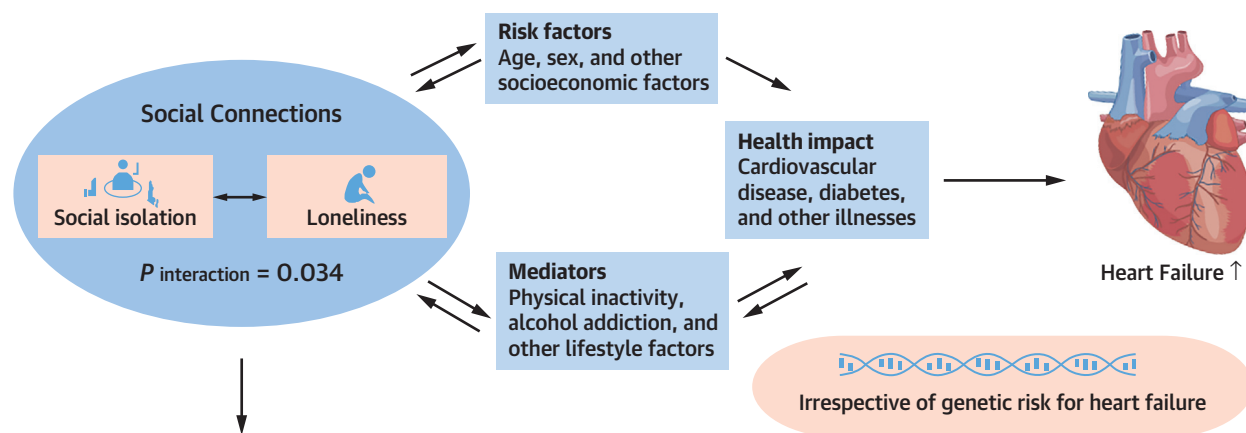 Risk factors
Age, sex, and other
socioeconomic factors
Social Connections
Social isolation
Loneliness
P interaction = 0.034
Health impact
Cardiovascular
disease, diabetes,
and other illnesses
Mediators
Physical inactivity,
alcohol addiction, and
other lifestyle factors
Heart Failure ↑
Irrespective of genetic risk for heart failure